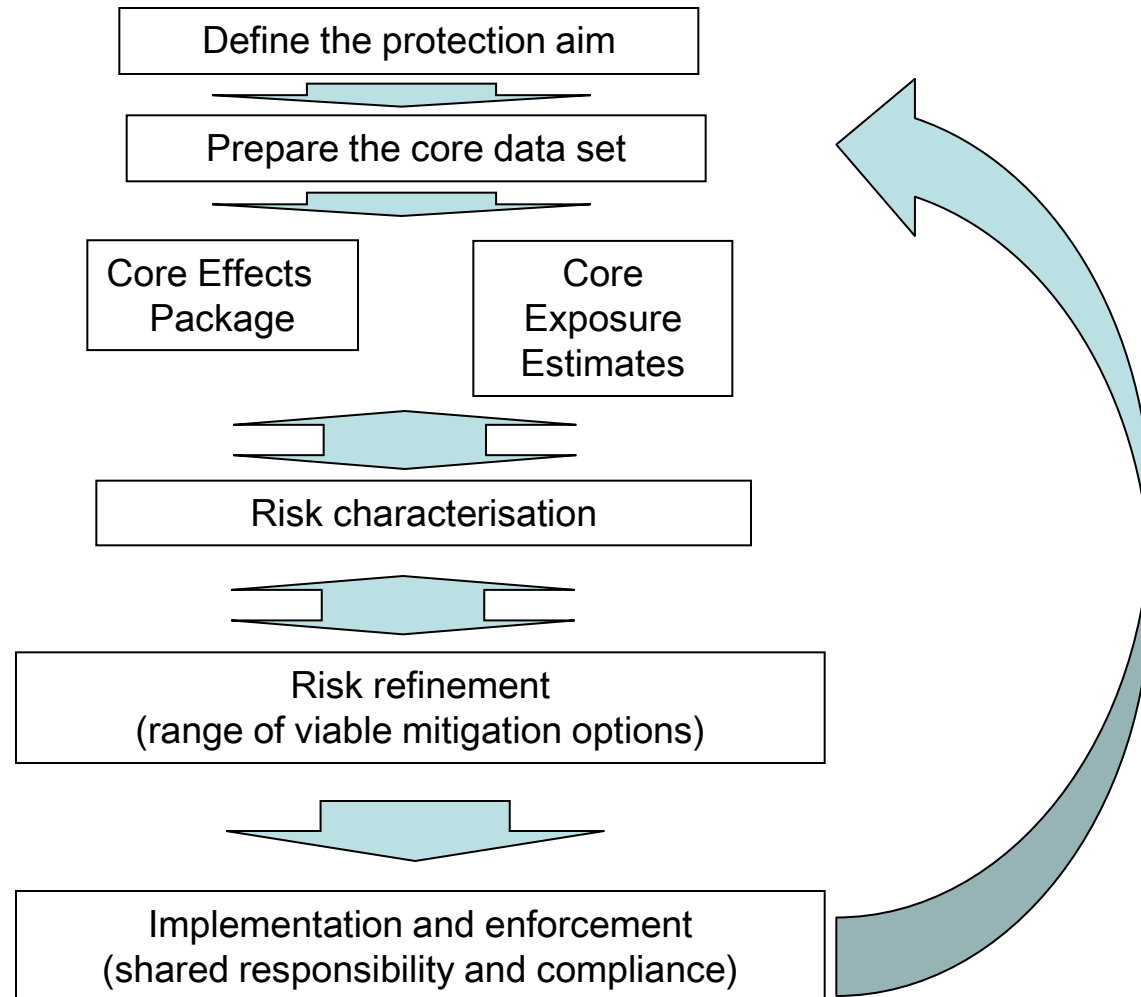 Define the protection aim
Prepare the core data set
Core Effects
Package
Core
Exposure
Estimates
Risk characterisation
Risk refinement
(range of viable mitigation options)
Implementation and enforcement
(shared responsibility and compliance)